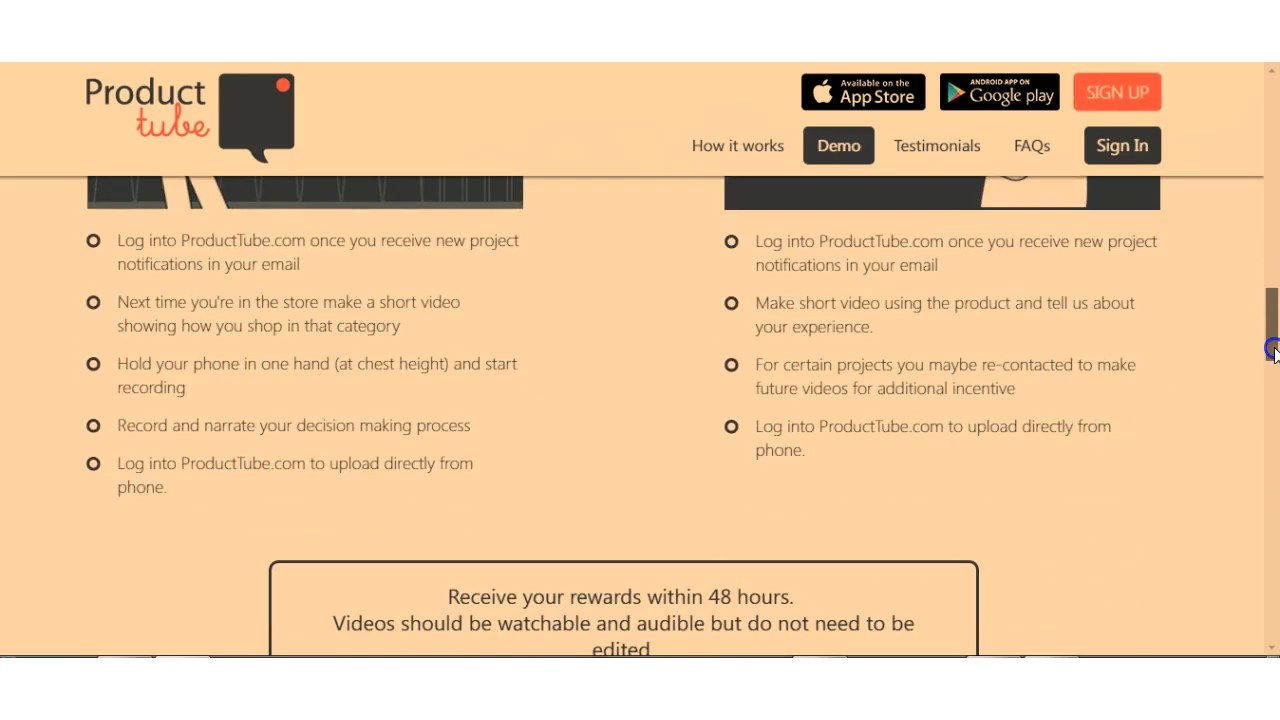 Product
tube
Available on the
App Store
ANDROID APP ON
Google play
SIGN UP
How it works
Demo
Testimonials
FAQs
Sign In
Log into ProductTube.com once you receive new project
notifications in your email
Next time you're in the store make a short video
showing how you shop in that category
Hold your phone in one hand (at chest height) and start
recording
Record and narrate your decision making process
Log into ProductTube.com to upload directly from
phone.
Log into ProductTube.com once you receive new project
notifications in your email
Make short video using the product and tell us about
your experience.
For certain projects you maybe re-contacted to make
future videos for additional incentive
Log into ProductTube.com to upload directly from
phone.
Receive your rewards within 48 hours.
Videos should be watchable and audible but do not need to be
edited